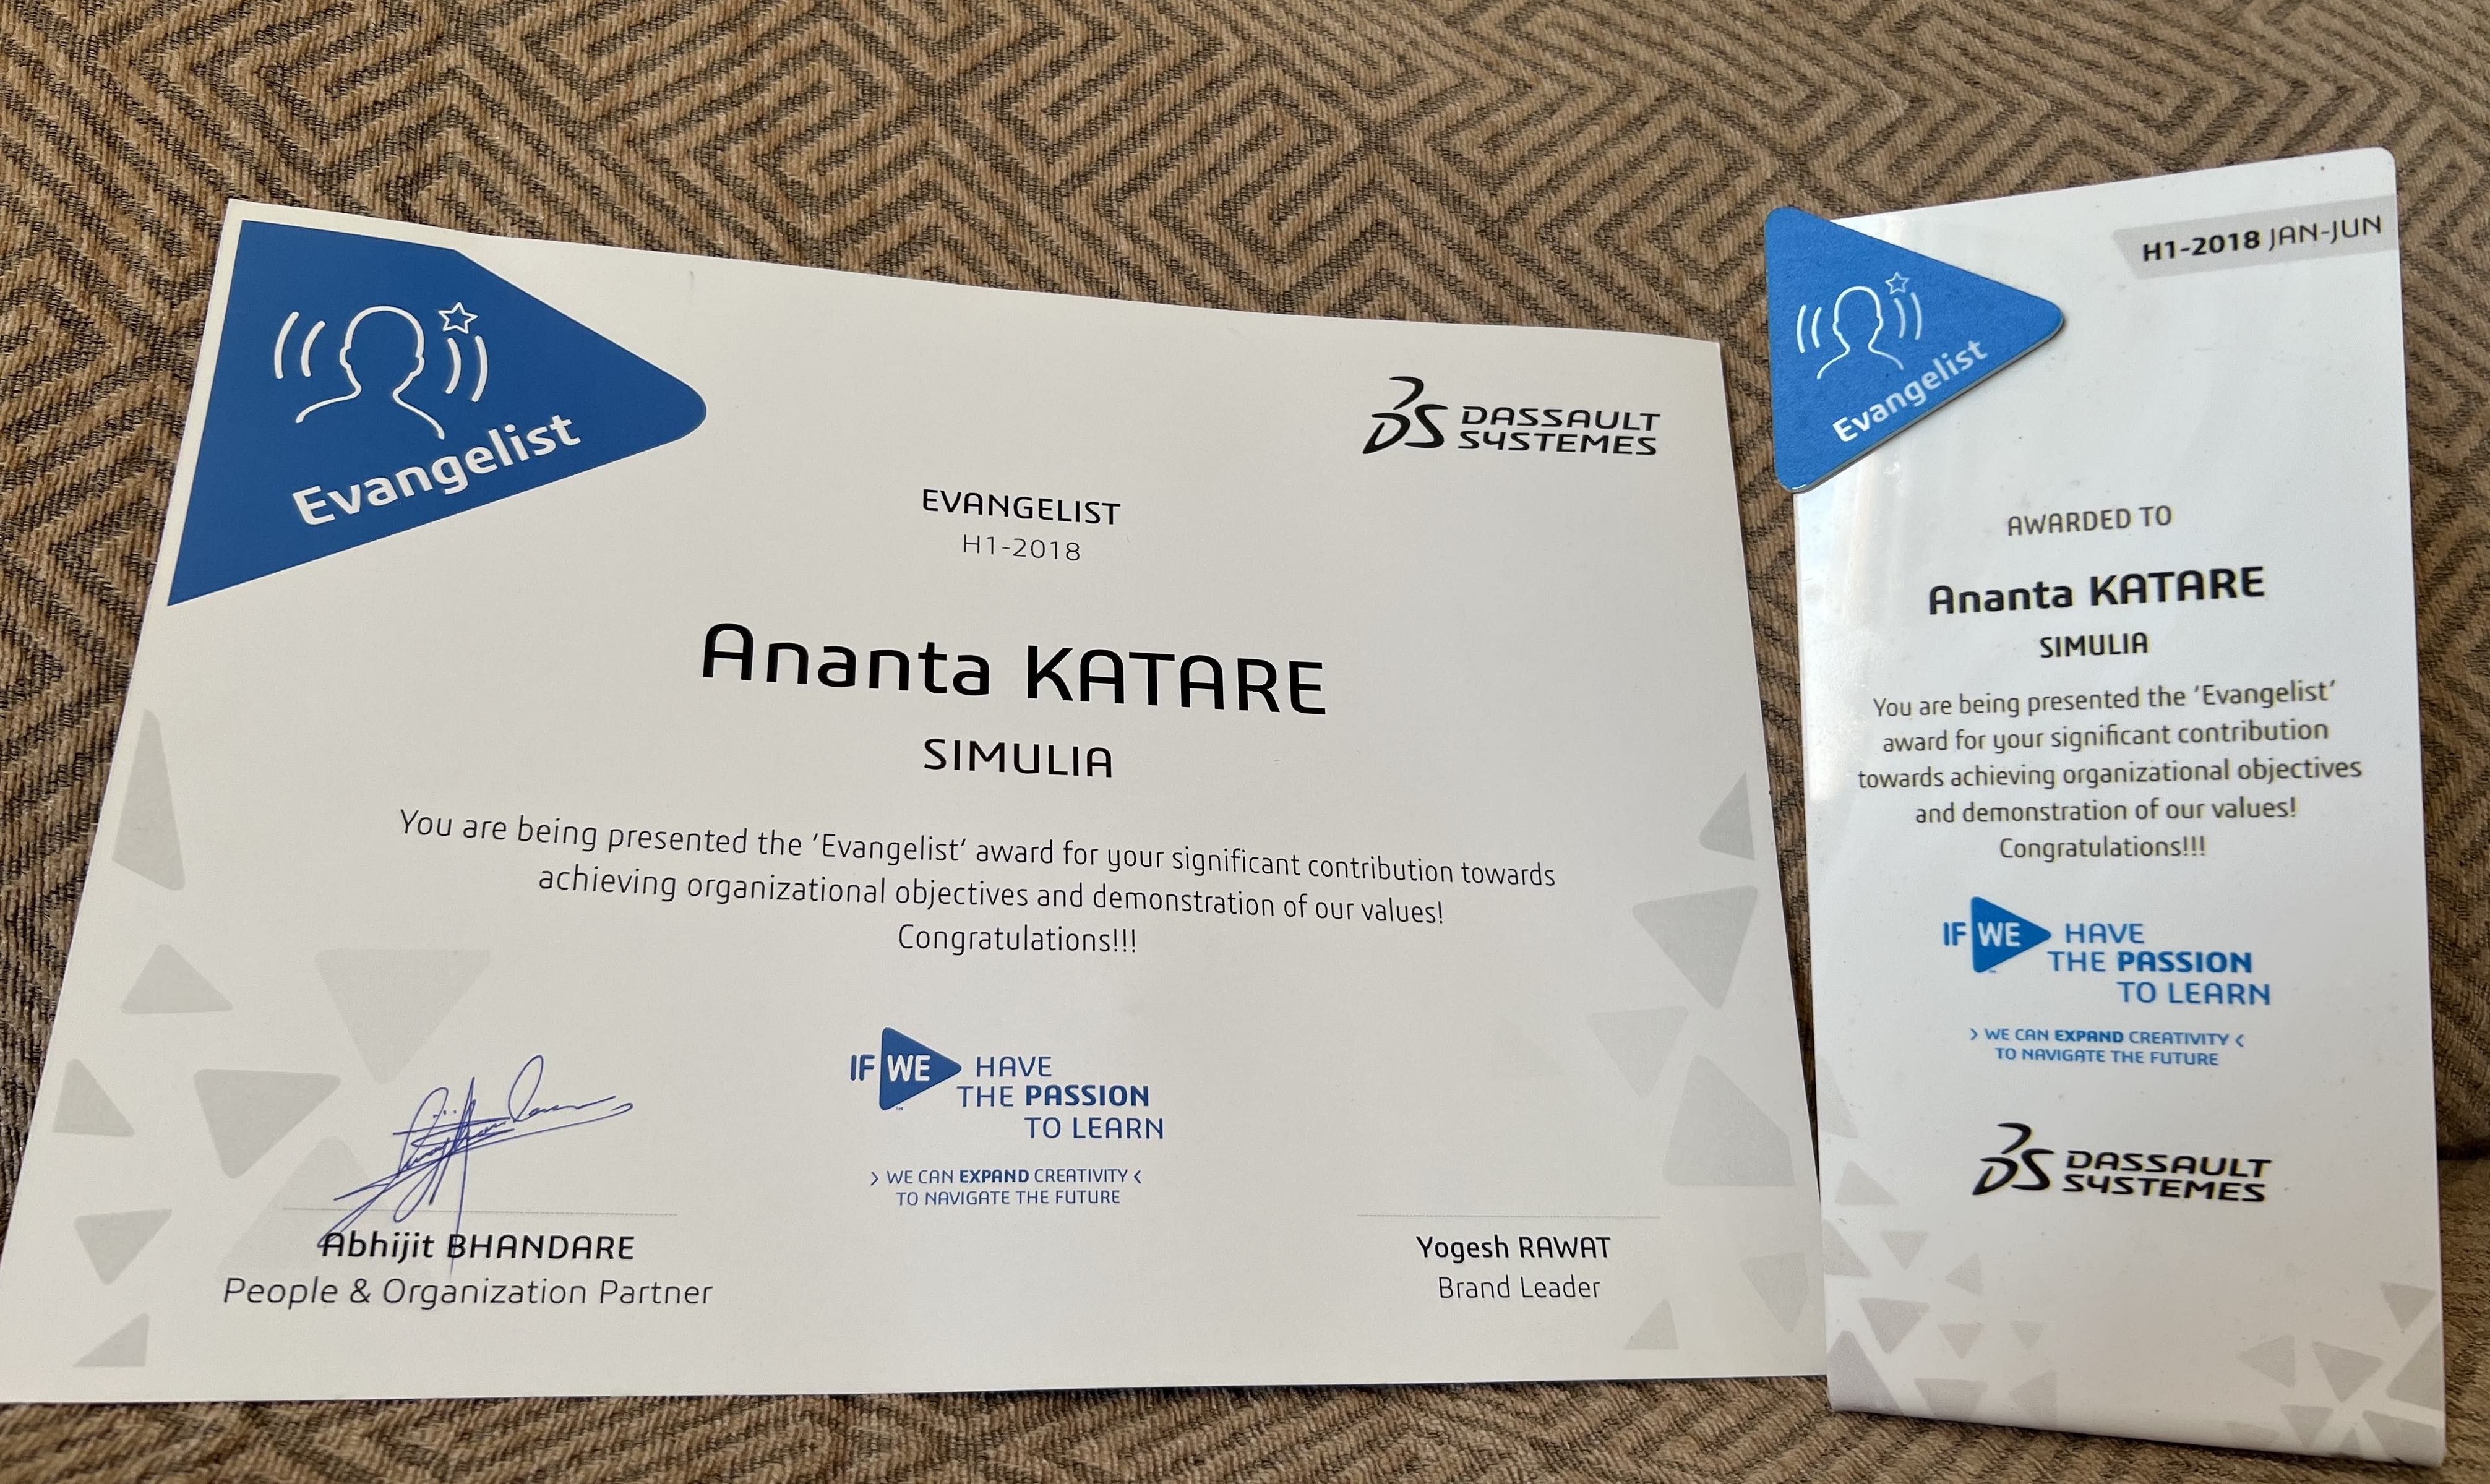 Evangelist
DASSAULT
SYSTEMES
EVANGELIST
H1-2018
Ananta KATARE
SIMULIA
You are being presented the ‘Evangelist’ award for your significant contribution towards
achieving organizational objectives and demonstration of our values!
Congratulations!!!
IF WE HAVE
THE PASSION
TO LEARN
WE CAN EXPAND CREATIVITY
TO NAVIGATE THE FUTURE
Abhijit BHANDARE
People & Organization Partner
Yogesh RAWAT
Brand Leader
H1-2018 JAN-JUN
Evangelist
AWARDED TO
Ananta KATARE
SIMULIA
You are being presented the ‘Evangelist’
award for your significant contribution
towards achieving organizational objectives
and demonstration of our values!
Congratulations!!!
IF WE HAVE
THE PASSION
TO LEARN
WE CAN EXPAND CREATIVITY
TO NAVIGATE THE FUTURE
DASSAULT
SYSTEMES